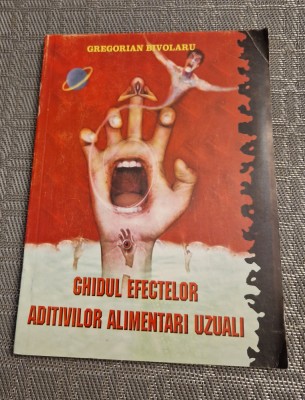 GREGORIAN BIVOLARU
GHIDUL EFECTELOR
ADITIVILOR ALIMENTARI UZUALI